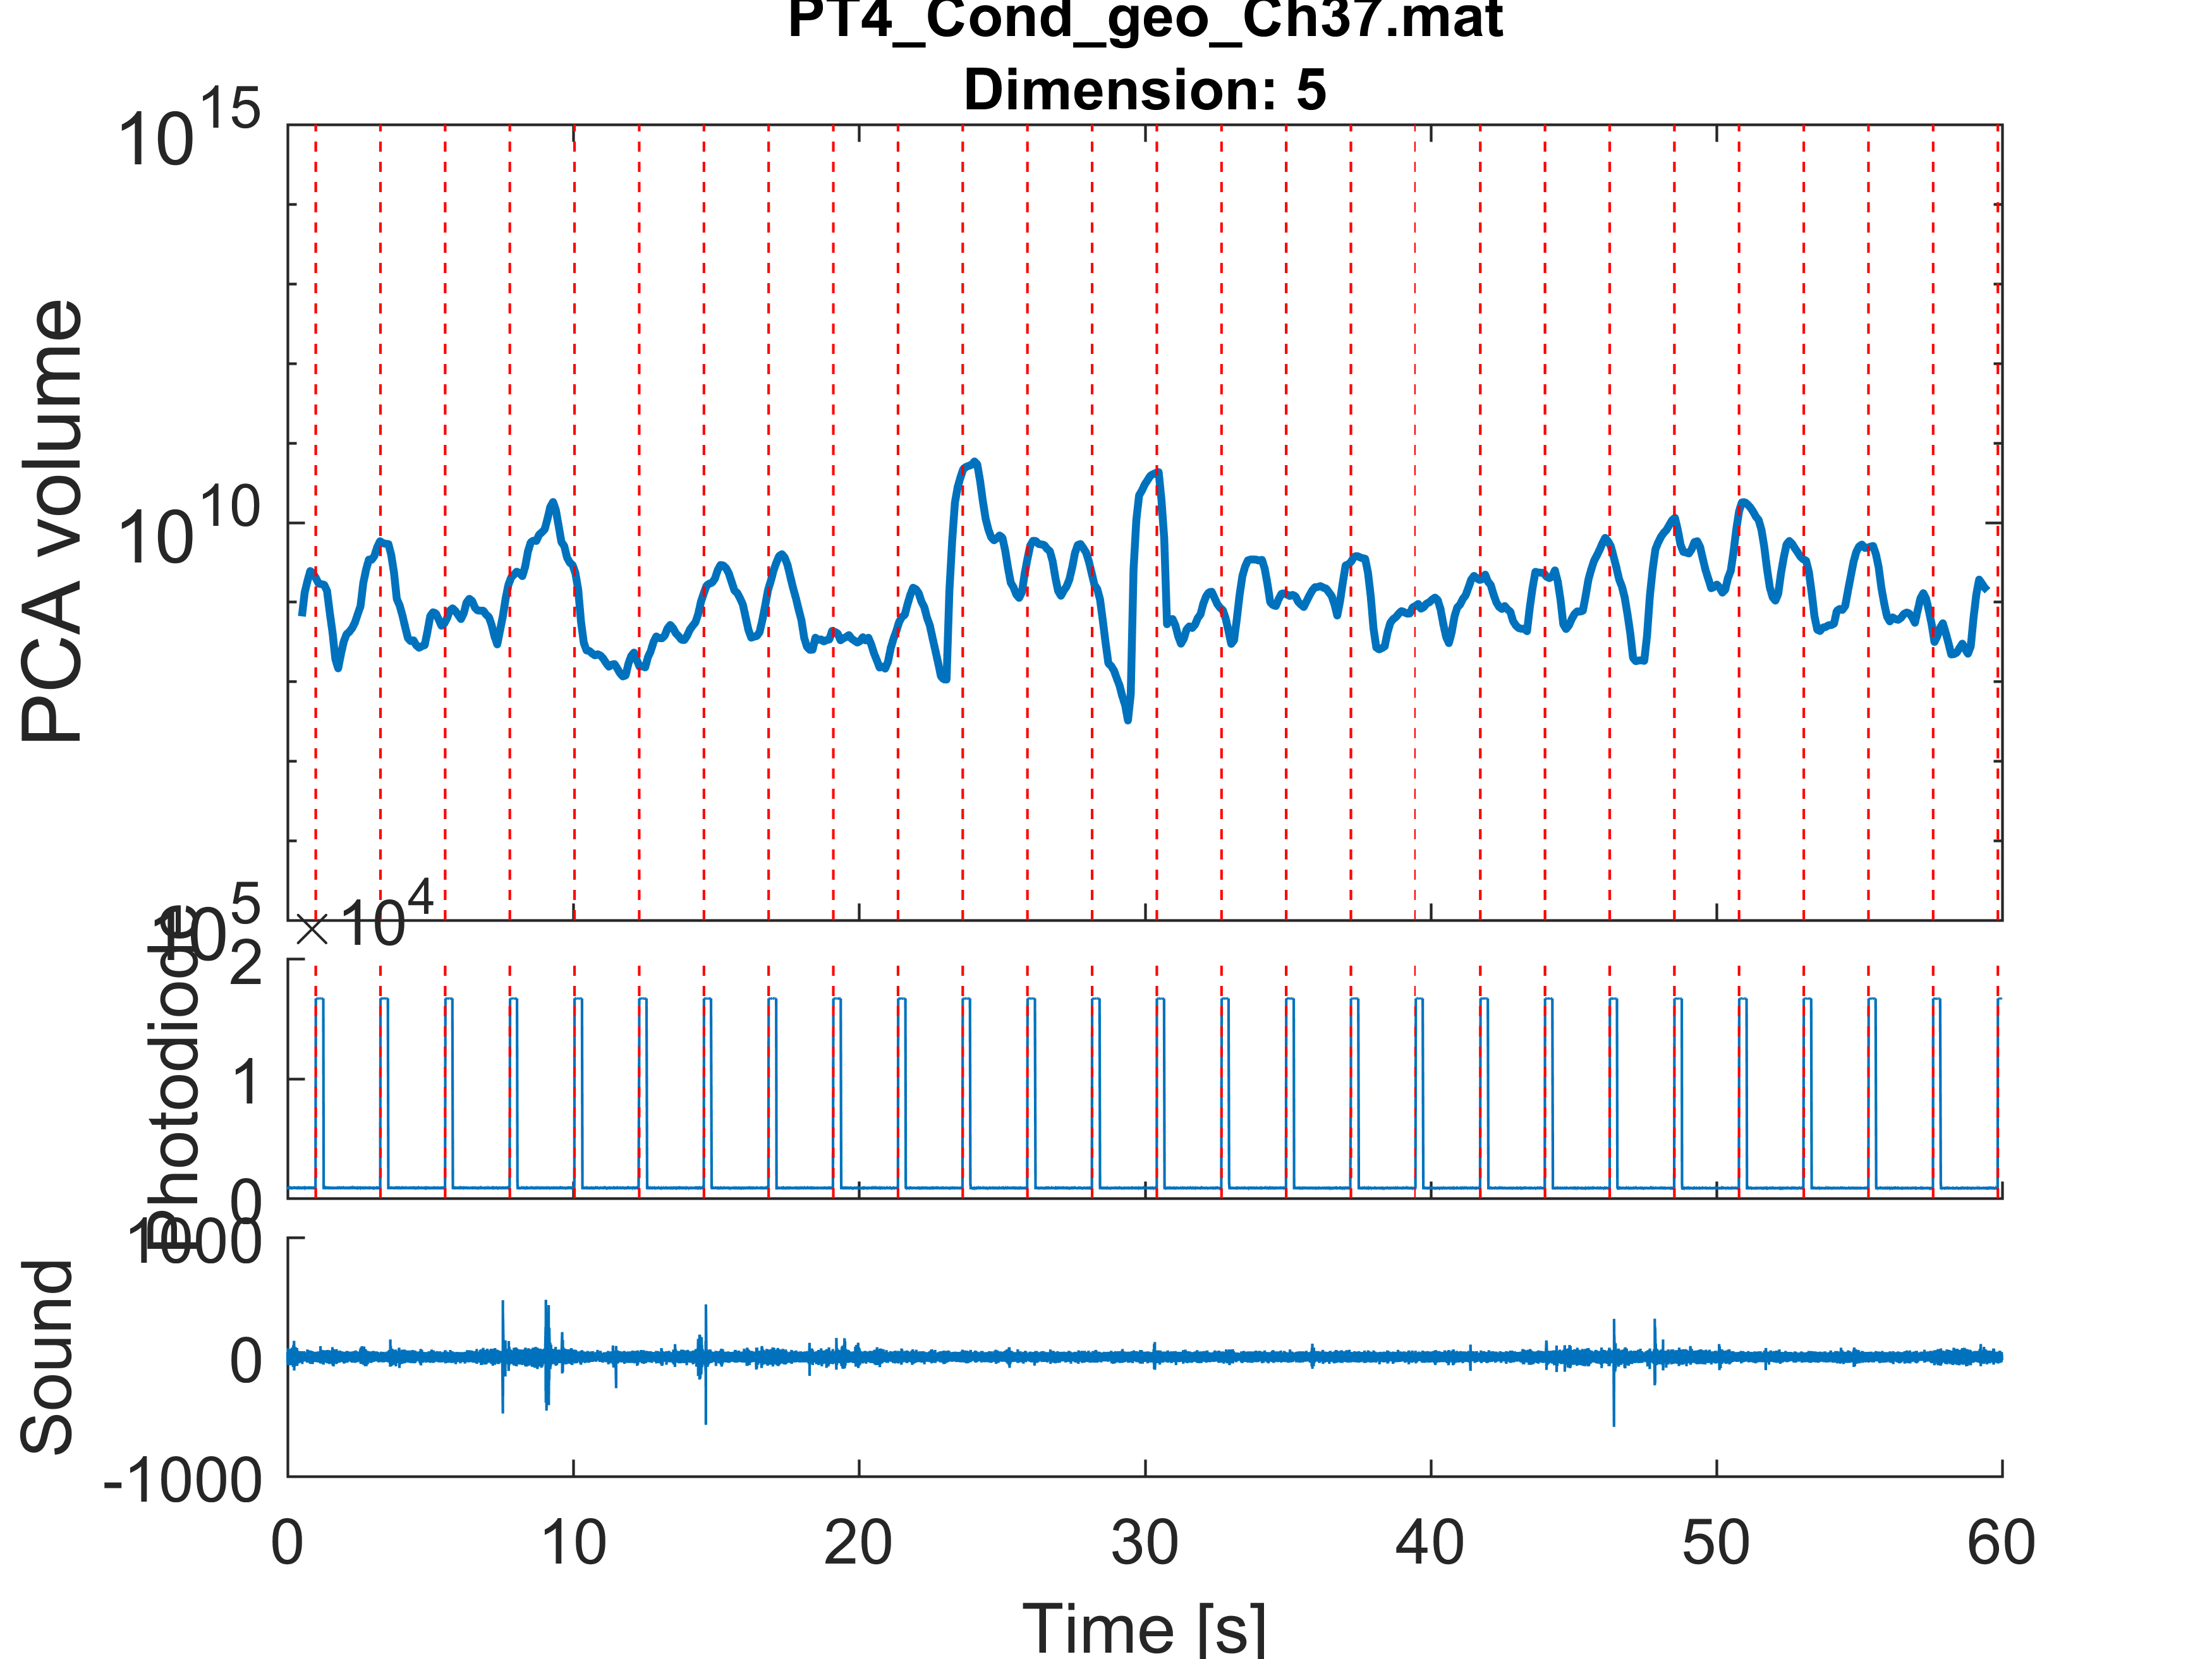 PT4_Cond_geo_Ch37.mat
Dimension: 5
10^15
10^10
10^5
PCA volume
×10^4
2
1
0
Photodiode
1000
0
-1000
Sound
0 10 20 30 40 50 60
Time [s]